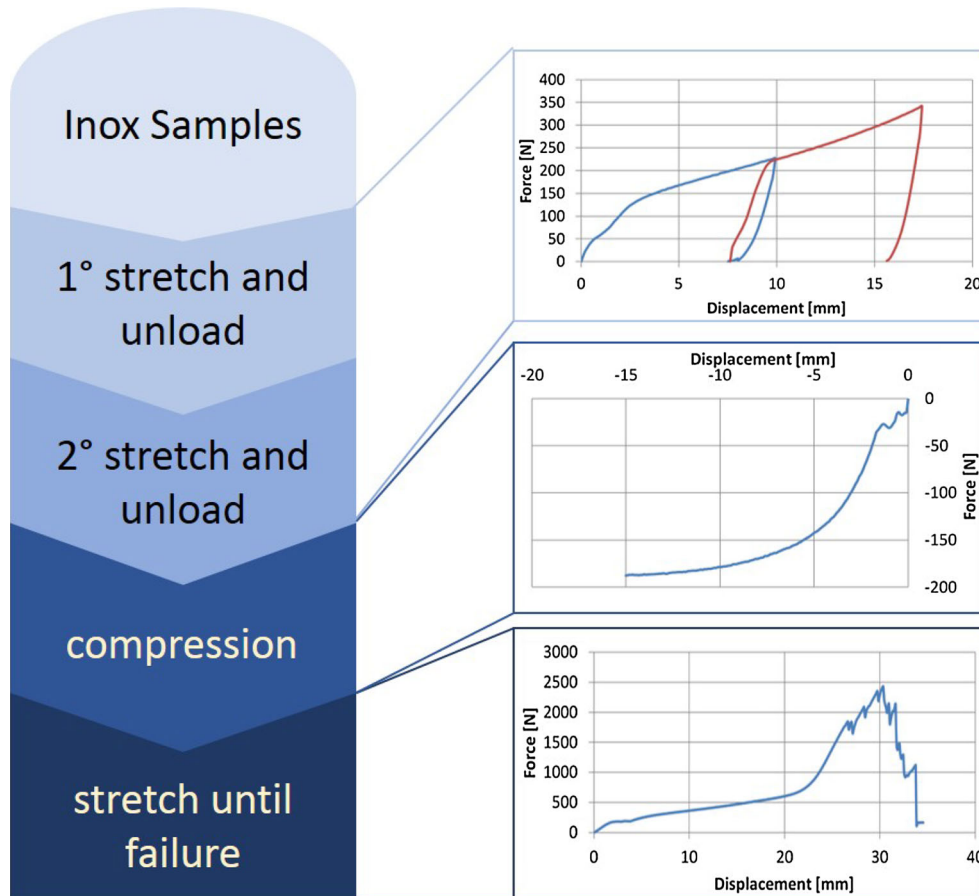 Inox Samples
1° stretch and
unload
2° stretch and
unload
compression
stretch until
failure
400
350
300
250
200
150
100
50
0
Force [N]
0 5 10 15 20
Displacement [mm]
Displacement [mm]
-20 -15 -10 -5 0
0
-50
-100
-150
-200
Force [N]
3000
2500
2000
1500
1000
500
0
Force [N]
0 10 20 30 40
Displacement [mm]